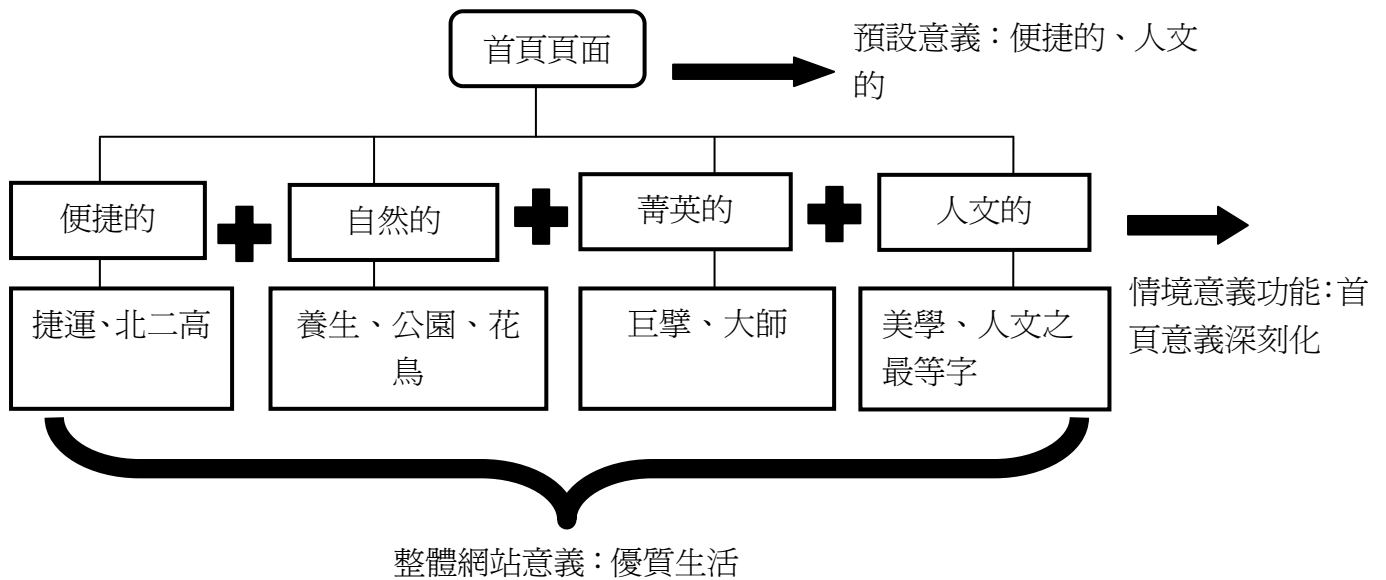 首頁頁面
預設意義：便捷的、人文
的
便捷的
自然的
菁英的
人文的
捷運、北二高
養生、公園、花
鳥
巨擘、大師
美學、人文之
最等字
情境意義功能:首
頁意義深刻化
整體網站意義：優質生活